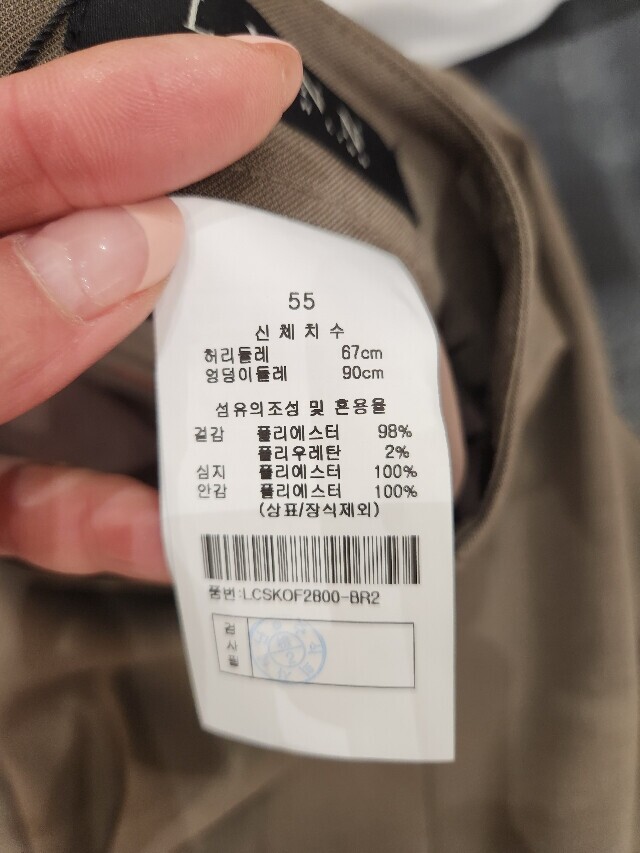 55
신체치수
허리둘레 67cm
엉덩이둘레 90cm
섬유의조성 및 혼용율
겉감 폴리에스터 98%
폴리우레탄 2%
심지 폴리에스터 100%
안감 폴리에스터 100%
(상표/장식제외)
품번:LCSKOF2800-BR2
검사필